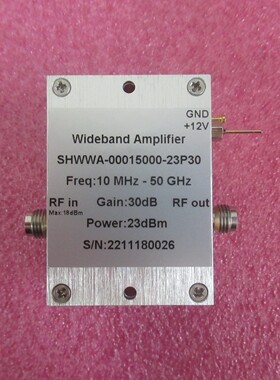 GND
+12V
Wideband Amplifier
SHWWA-00015000-23P30
Freq:10 MHz - 50 GHz
RF in Gain:30dB RF out
Max 16dBm
Power:23dBm
S/N:2211180026